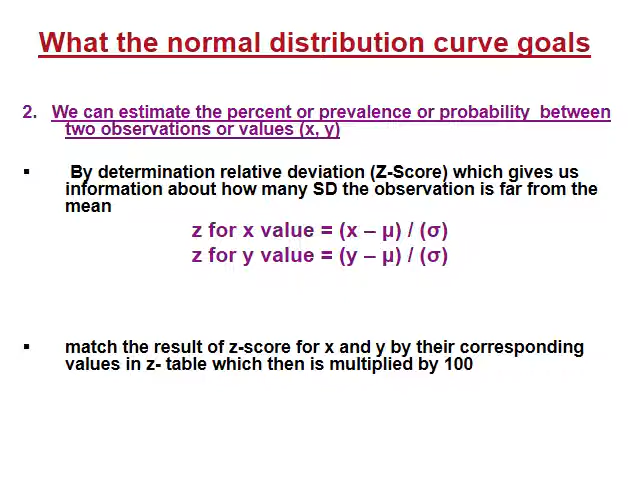 What the normal distribution curve goals
2. We can estimate the percent or prevalence or probability between
two observations or values (x, y)
▪ By determination relative deviation (Z-Score) which gives us
information about how many SD the observation is far from the
mean
z for x value = (x – μ) / (σ)
z for y value = (y – μ) / (σ)
▪ match the result of z-score for x and y by their corresponding
values in z- table which then is multiplied by 100